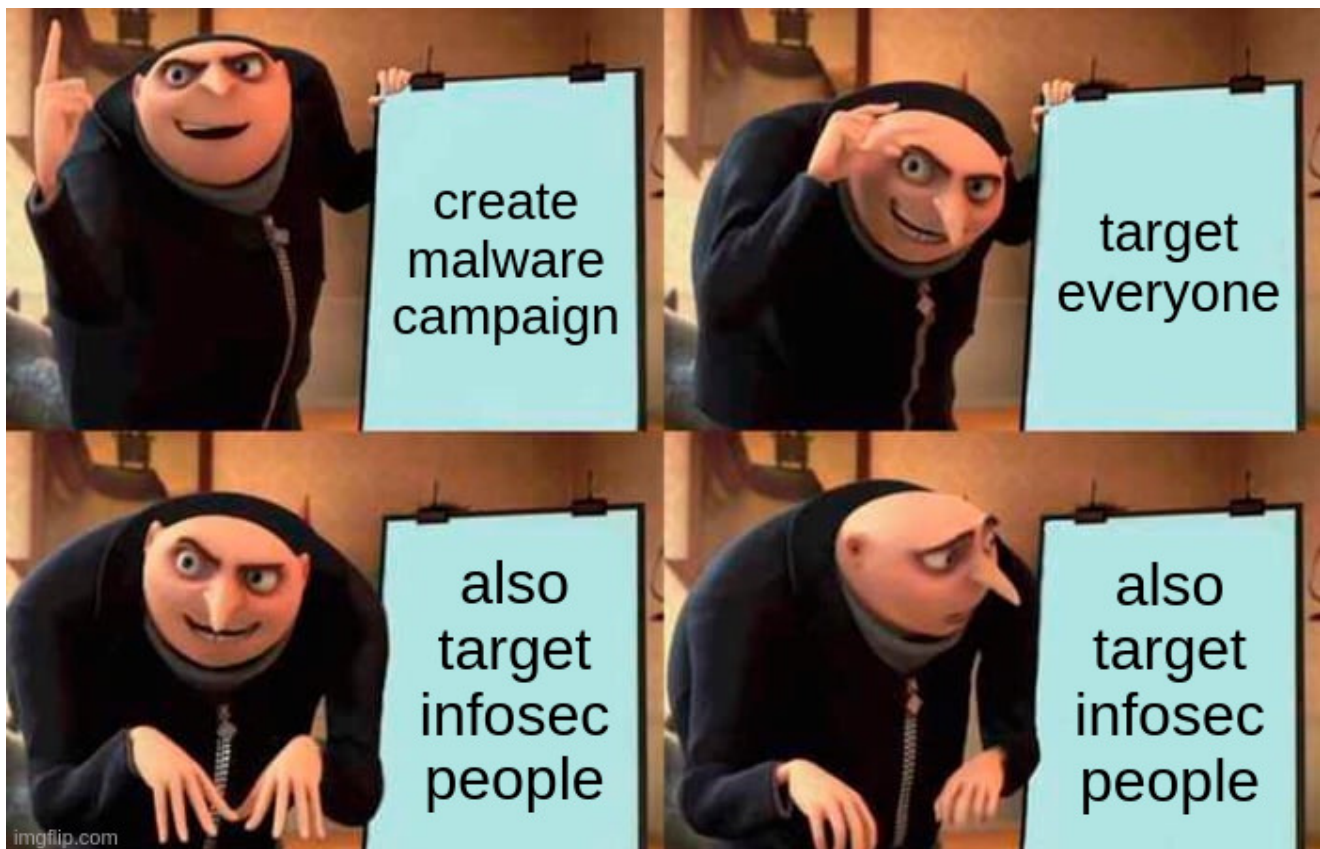 create
malware
campaign
target
everyone
also
target
infosec
people
also
target
infosec
people
imgflip.com